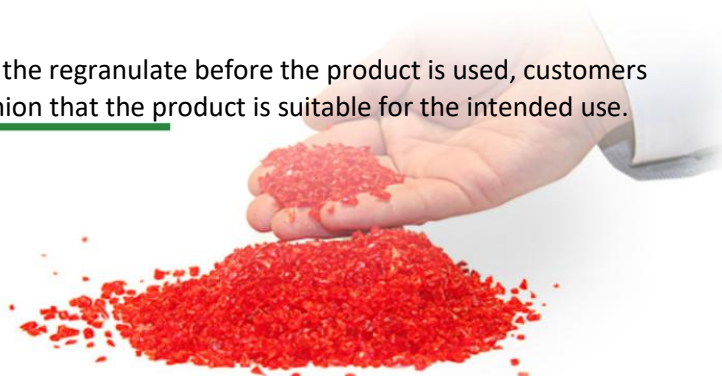 the regranulate before the product is used, customers
that the product is suitable for the intended use.